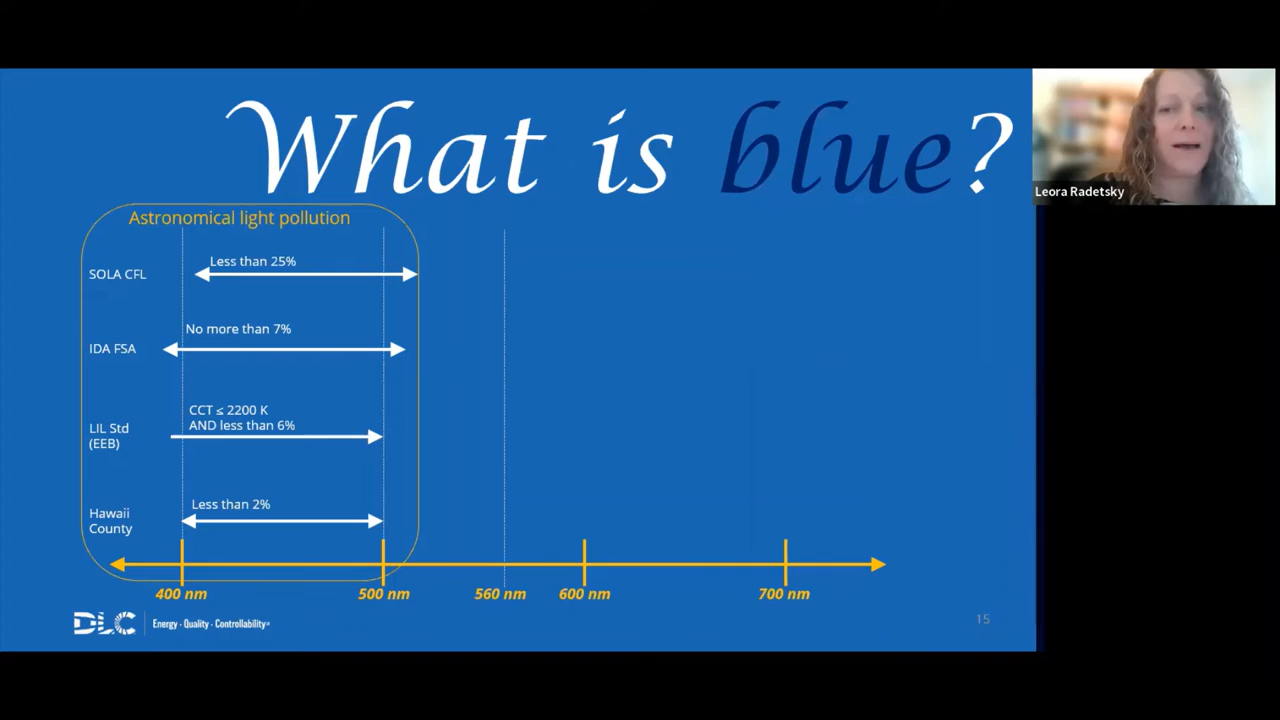 What is blue?
Leora Radetsky
Astronomical light pollution
SOLA CFL
Less than 25%
IDA FSA
No more than 7%
LIL Std
(EEB)
CCT ≤ 2200 K
AND less than 6%
Hawaii
County
Less than 2%
400 nm
500 nm
560 nm
600 nm
700 nm
DLC
Energy · Quality · Controllability℠
15